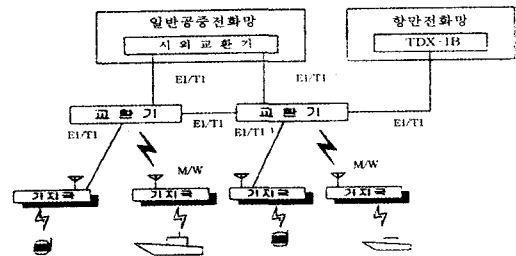 일반공중전화망
시 외 교 환 기
항만전화망
TDX-1B
E1/T1
E1/T1
교 환 기
E1/T1
교 환 기
E1/T1
E1/T1
E1/T1
M/W
M/W
기지국
기지국
기지국
기지국